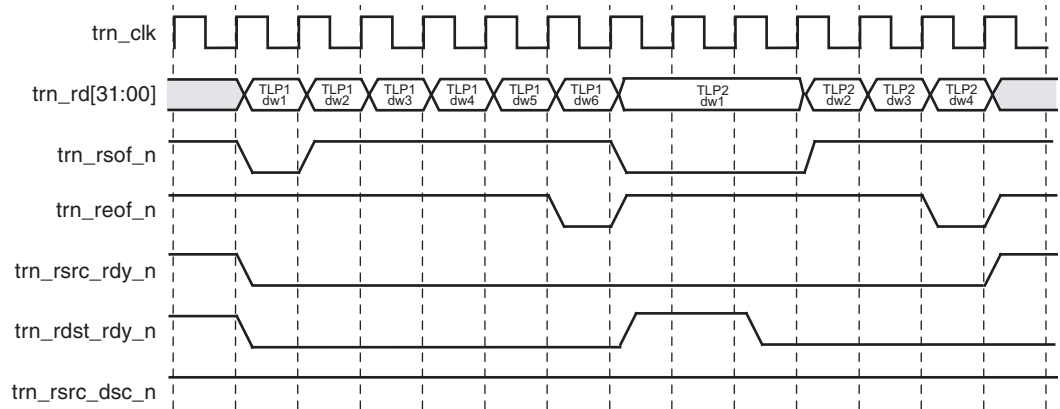 trn_clk
trn_rd[31:00]
TLP1 dw1
TLP1 dw2
TLP1 dw3
TLP1 dw4
TLP1 dw5
TLP1 dw6
TLP2 dw1
TLP2 dw2
TLP2 dw3
TLP2 dw4
trn_rsof_n
trn_reof_n
trn_rsrc_rdy_n
trn_rdst_rdy_n
trn_rsrc_dsc_n